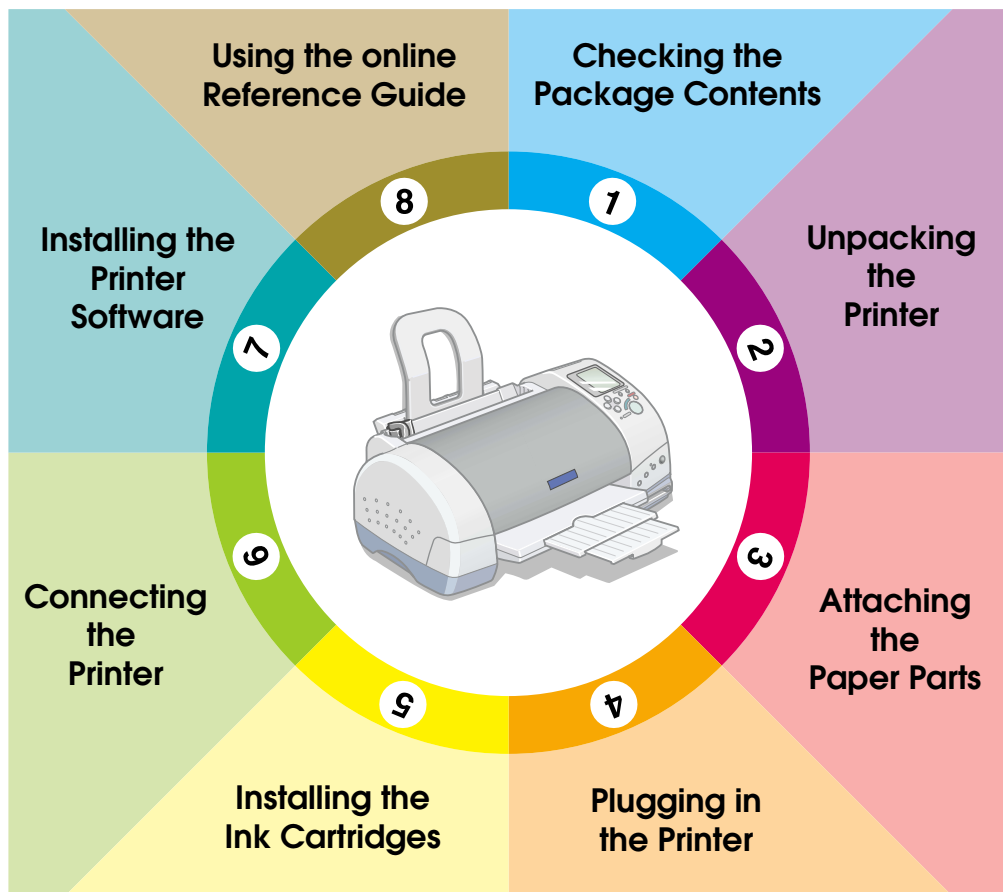 1
Checking the
Package Contents
2
Unpacking
the
Printer
3
Attaching
the
Paper Parts
4
Plugging in
the Printer
5
Installing the
Ink Cartridges
6
Connecting
the
Printer
7
Installing the
Printer
Software
8
Using the online
Reference Guide